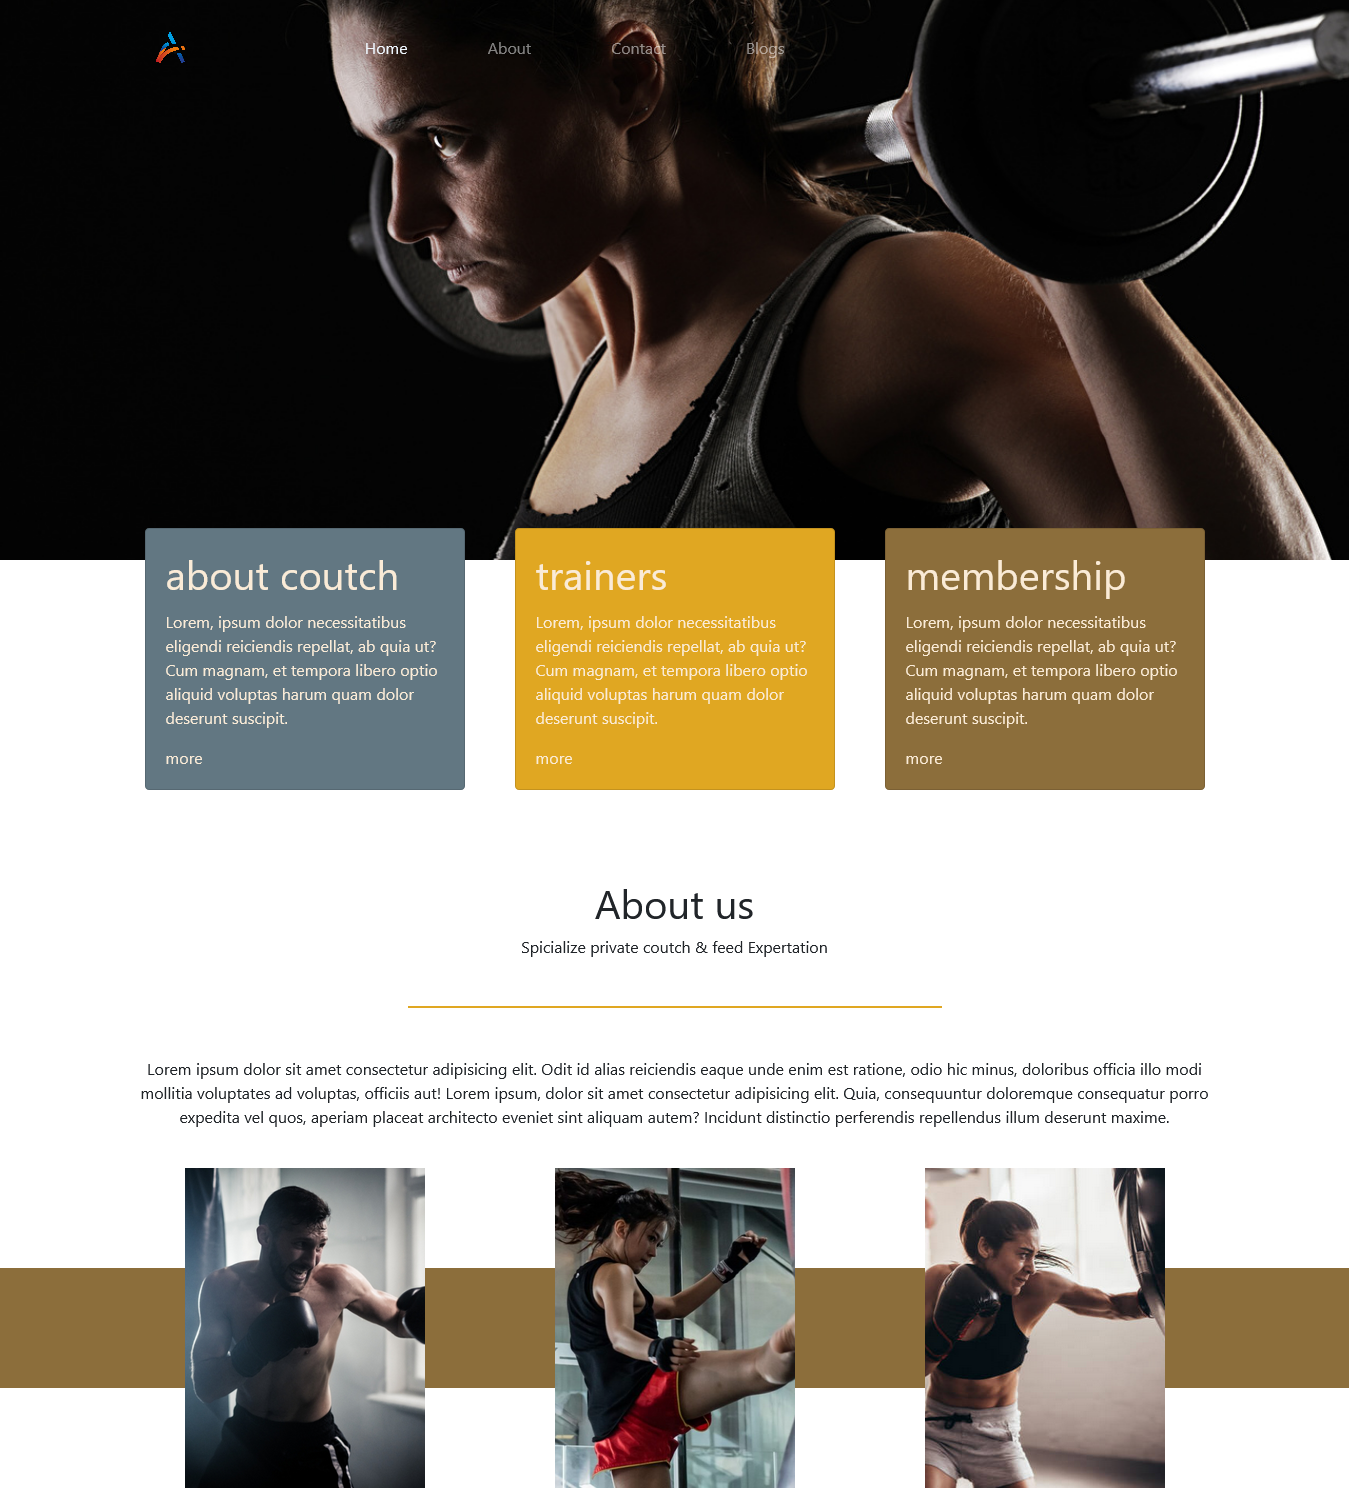 Home About Contact Blogs
about coutch
Lorem, ipsum dolor necessitatibus
eligendi reiciendis repellat, ab quia ut?
Cum magnam, et tempora libero optio
aliquid voluptas harum quam dolor
deserunt suscipit.
more
trainers
Lorem, ipsum dolor necessitatibus
eligendi reiciendis repellat, ab quia ut?
Cum magnam, et tempora libero optio
aliquid voluptas harum quam dolor
deserunt suscipit.
more
membership
Lorem, ipsum dolor necessitatibus
eligendi reiciendis repellat, ab quia ut?
Cum magnam, et tempora libero optio
aliquid voluptas harum quam dolor
deserunt suscipit.
more
About us
Spicialize private coutch & feed Expertation
Lorem ipsum dolor sit amet consectetur adipisicing elit. Odit id alias reiciendis eaque unde enim est ratione, odio hic minus, doloribus officia illo modi
mollitia voluptates ad voluptas, officiis aut! Lorem ipsum, dolor sit amet consectetur adipisicing elit. Quia, consequuntur doloremque consequatur porro
expedita vel quos, aperiam placeat architecto eveniet sint aliquam autem? Incidunt distinctio perferendis repellendus illum deserunt maxime.